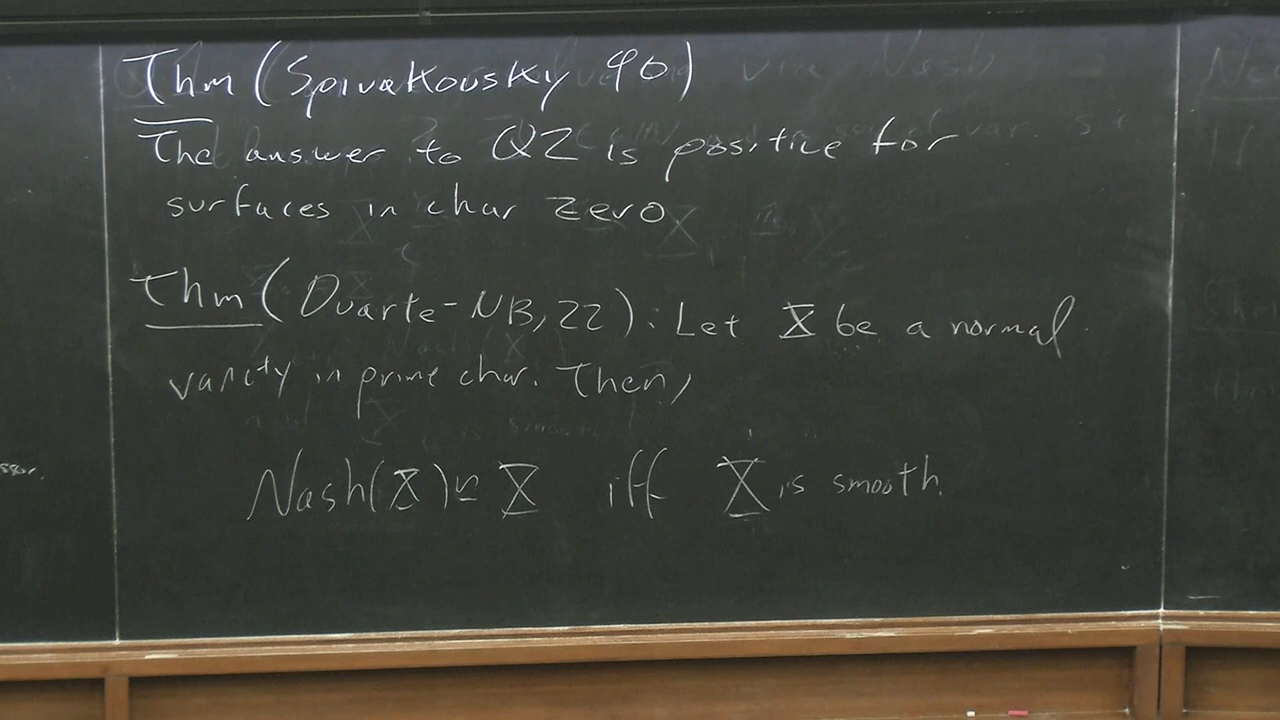 Thm (Spivakovsky 90)
The answer to Q2 is positive for
surfaces in char zero
Thm (Duarte-NB, 22): Let X be a normal
variety in prime char. Then,
Nash(X) ≃ X iff X is smooth.